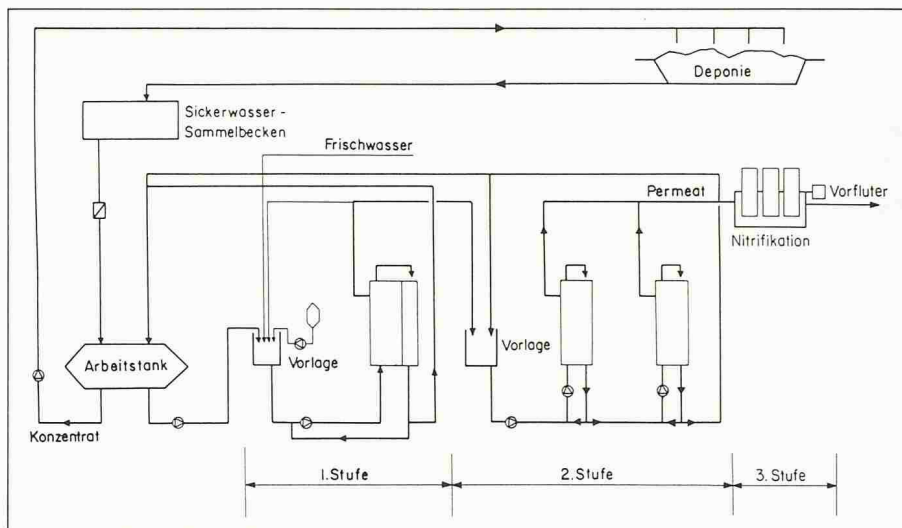 Deponie
Sickerwasser -
Sammelbecken
Frischwasser
Permeat
Vorfluter
Nitrifikation
Vorlage
Vorlage
Arbeitstank
Konzentrat
1. Stufe
2. Stufe
3. Stufe